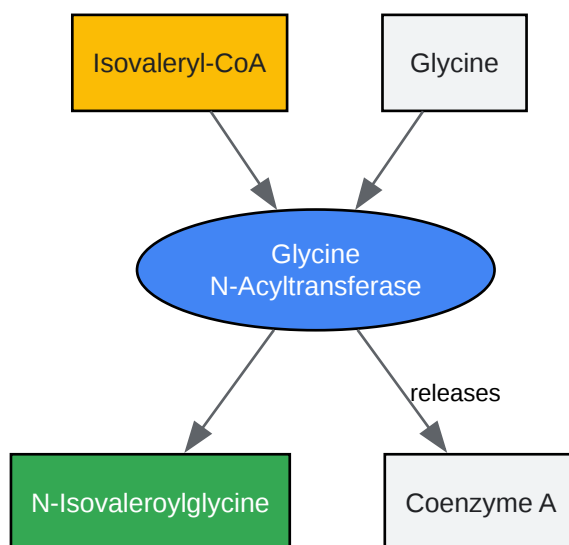 Isovaleryl-CoA
Glycine
Glycine
N-Acyltransferase
releases
N-Isovaleroylglycine
Coenzyme A